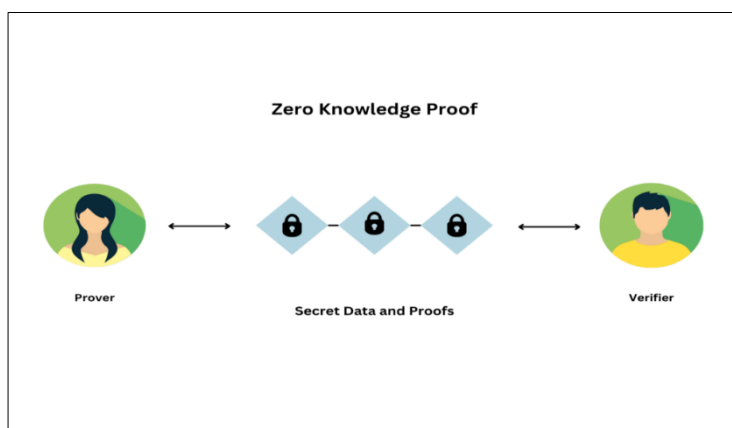 Zero Knowledge Proof
Prover
Verifier
Secret Data and Proofs